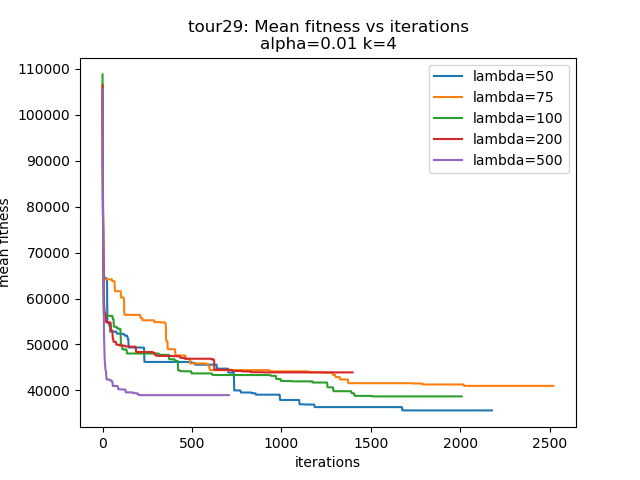 tour29: Mean fitness vs iterations
alpha=0.01 k=4
110000
100000
90000
80000
70000
60000
50000
40000
mean fitness
lambda=50
lambda=75
lambda=100
lambda=200
lambda=500
0
500
1000
1500
2000
2500
iterations